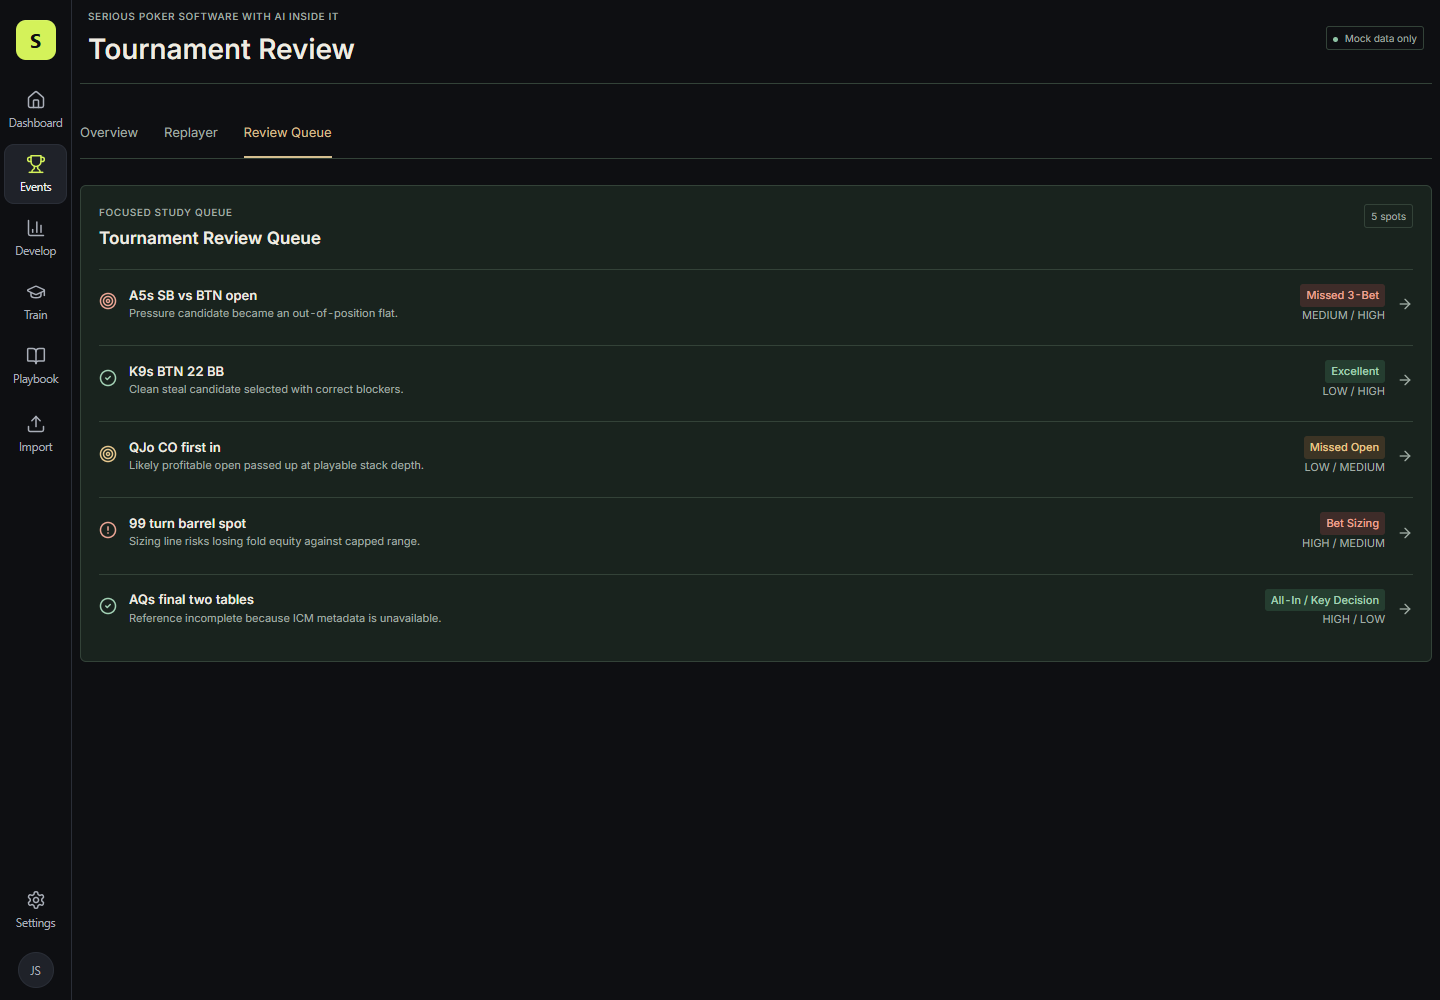 S
Dashboard
Events
Develop
Train
Playbook
Import
Settings
JS
SERIOUS POKER SOFTWARE WITH AI INSIDE IT
Tournament Review
Mock data only
Overview
Replayer
Review Queue
FOCUSED STUDY QUEUE
Tournament Review Queue
5 spots
A5s SB vs BTN open
Pressure candidate became an out-of-position flat.
Missed 3-Bet
MEDIUM / HIGH
K9s BTN 22 BB
Clean steal candidate selected with correct blockers.
Excellent
LOW / HIGH
QJo CO first in
Likely profitable open passed up at playable stack depth.
Missed Open
LOW / MEDIUM
99 turn barrel spot
Sizing line risks losing fold equity against capped range.
Bet Sizing
HIGH / MEDIUM
AQs final two tables
Reference incomplete because ICM metadata is unavailable.
All-In / Key Decision
HIGH / LOW